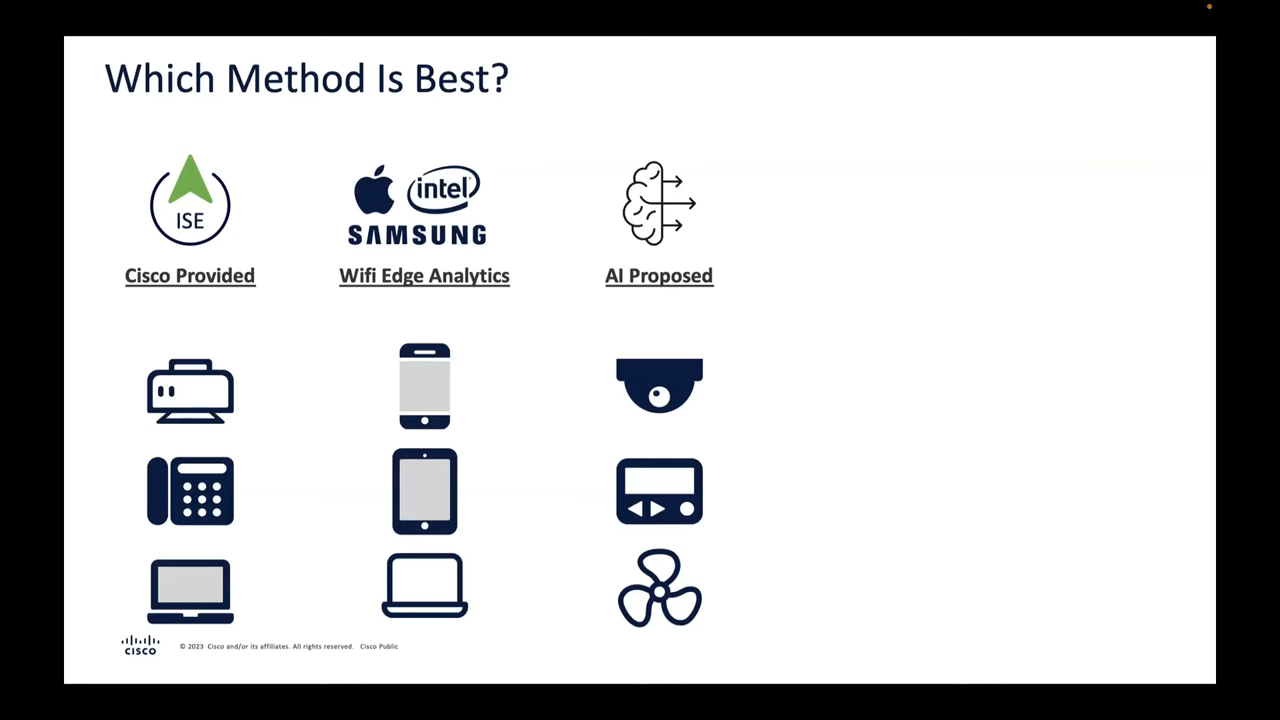 Which Method Is Best?
ISE
intel
SAMSUNG
Cisco Provided
Wifi Edge Analytics
AI Proposed
CISCO
© 2023 Cisco and/or its affiliates. All rights reserved. Cisco Public